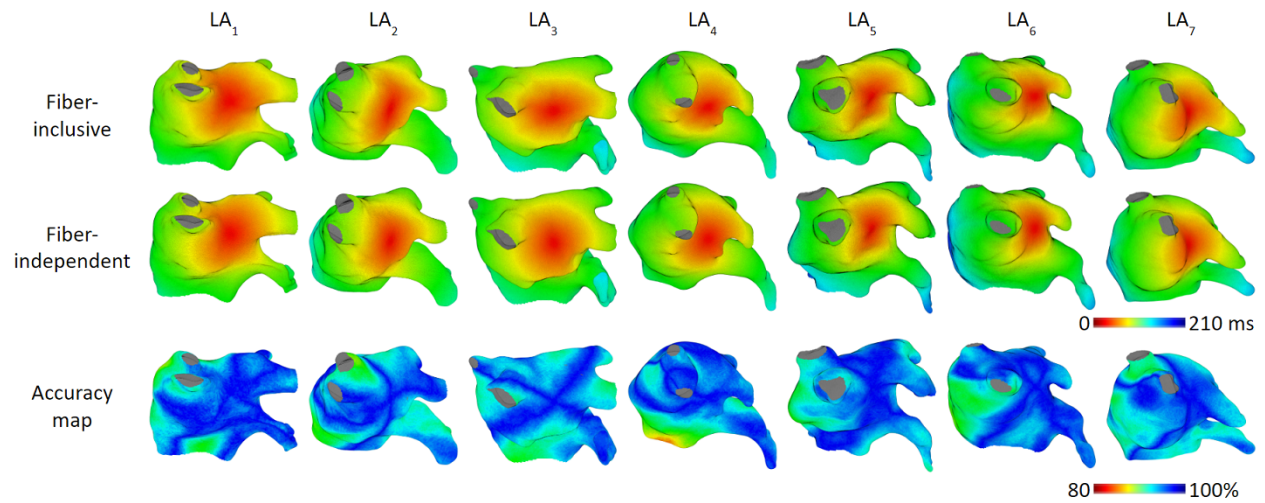 LA1 LA2 LA3 LA4 LA5 LA6 LA7
Fiber-
inclusive
Fiber-
independent
0 210 ms
Accuracy
map
80 100%